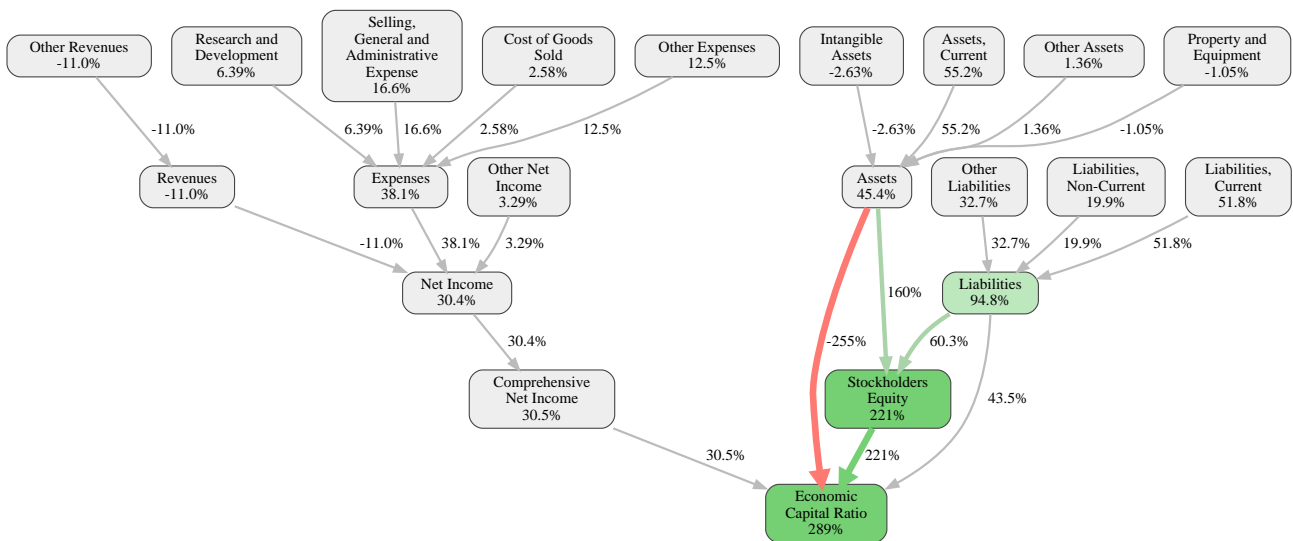 Other Revenues
-11.0%
Research and
Development
6.39%
Selling,
General and
Administrative
Expense
16.6%
Cost of Goods
Sold
2.58%
Other Expenses
12.5%
Intangible
Assets
-2.63%
Assets,
Current
55.2%
Other Assets
1.36%
Property and
Equipment
-1.05%
-11.0%
6.39%
16.6%
2.58%
12.5%
-2.63%
55.2%
1.36%
-1.05%
Revenues
-11.0%
Expenses
38.1%
Other Net
Income
3.29%
Assets
45.4%
Other
Liabilities
32.7%
Liabilities,
Non-Current
19.9%
Liabilities,
Current
51.8%
-11.0%
38.1%
3.29%
32.7%
19.9%
51.8%
Net Income
30.4%
160%
Liabilities
94.8%
30.4%
-255%
60.3%
Comprehensive
Net Income
30.5%
Stockholders
Equity
221%
43.5%
30.5%
221%
Economic
Capital Ratio
289%